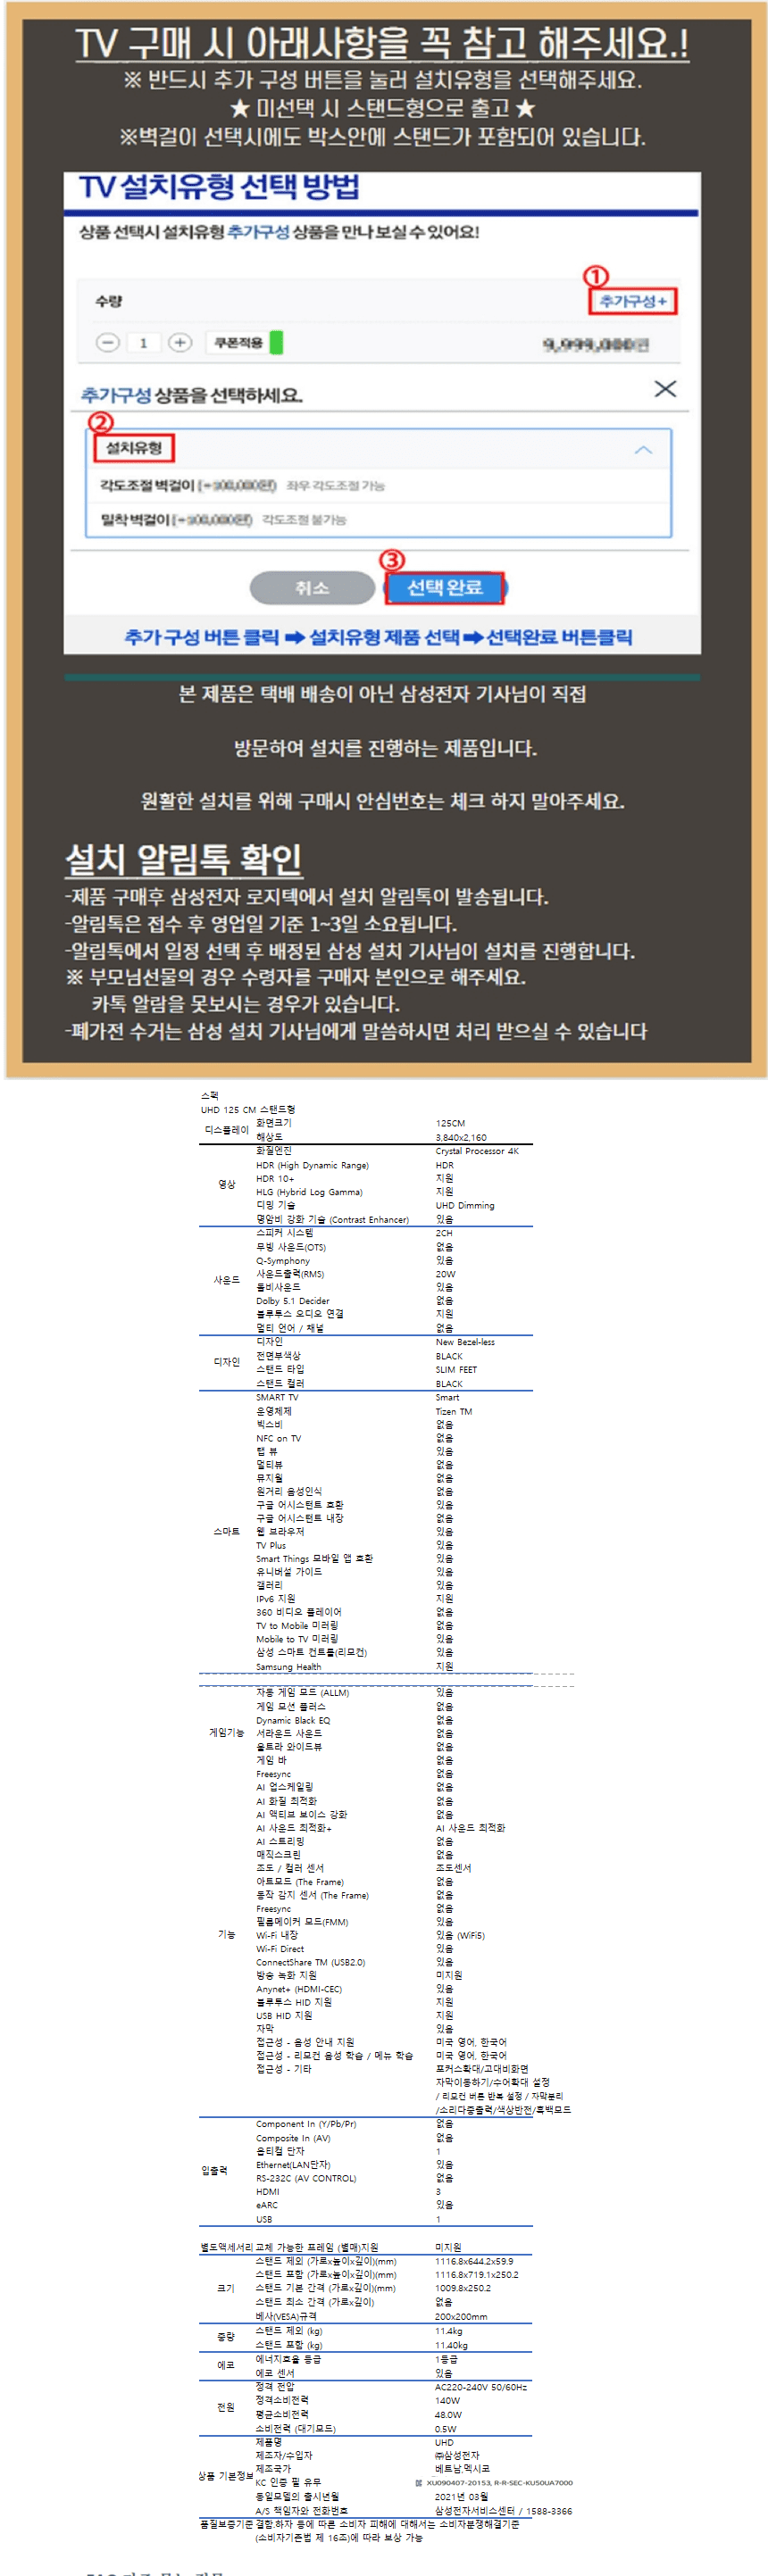 TV 구매 시 아래사항을 꼭 참고 해주세요.!
※ 반드시 추가 구성 버튼을 눌러 설치유형을 선택해주세요.
★ 미선택 시 스탠드형으로 출고 ★
※벽걸이 선택시에도 박스안에 스탠드가 포함되어 있습니다.
TV 설치유형 선택 방법
상품 선택시 설치유형 추가구성 상품을 만나 보실 수 있어요!
①
수량 추가구성+
1 쿠폰적용
추가구성 상품을 선택하세요.
②
설치유형
각도조절 벽걸이 좌우 각도조절 가능
밀착 벽걸이 각도조절 불가능
③
취소 선택 완료
추가 구성 버튼 클릭 ➡ 설치유형 제품 선택 ➡ 선택완료 버튼클릭
본 제품은 택배 배송이 아닌 삼성전자 기사님이 직접
방문하여 설치를 진행하는 제품입니다.
원활한 설치를 위해 구매시 안심번호는 체크 하지 말아주세요.
설치 알림톡 확인
-제품 구매후 삼성전자 로지텍에서 설치 알림톡이 발송됩니다.
-알림톡은 접수 후 영업일 기준 1~3일 소요됩니다.
-알림톡에서 일정 선택 후 배정된 삼성 설치 기사님이 설치를 진행합니다.
※ 부모님선물의 경우 수령자를 구매자 본인으로 해주세요.
카톡 알람을 못보시는 경우가 있습니다.
-폐가전 수거는 삼성 설치 기사님에게 말씀하시면 처리 받으실 수 있습니다
스펙
UHD 125 CM 스탠드형
디스플레이 화면크기 125CM
해상도 3,840x2,160
화질엔진 Crystal Processor 4K
HDR (High Dynamic Range) HDR
영상 HDR 10+ 지원
HLG (Hybrid Log Gamma) 지원
디밍 기술 UHD Dimming
명암비 강화 기술 (Contrast Enhancer) 있음
스피커 시스템 2CH
무빙 사운드(OTS) 없음
Q-Symphony 있음
사운드 사운드출력(RMS) 20W
돌비사운드 있음
Dolby 5.1 Decider 없음
블루투스 오디오 연결 지원
멀티 언어 / 채널 없음
디자인 New Bezel-less
디자인 전면부색상 BLACK
스탠드 타입 SLIM FEET
스탠드 컬러 BLACK
SMART TV Smart
운영체제 Tizen TM
빅스비 없음
NFC on TV 없음
탭 뷰 있음
멀티뷰 없음
뮤지월 없음
원거리 음성인식 없음
구글 어시스턴트 호환 있음
구글 어시스턴트 내장 없음
스마트 웹 브라우저 있음
TV Plus 있음
Smart Things 모바일 앱 호환 있음
유니버설 가이드 있음
갤러리 있음
IPv6 지원 지원
360 비디오 플레이어 없음
TV to Mobile 미러링 없음
Mobile to TV 미러링 있음
삼성 스마트 컨트롤(리모컨) 있음
Samsung Health 지원
자동 게임 모드 (ALLM) 있음
게임 모션 플러스 없음
Dynamic Black EQ 없음
게임기능 서라운드 사운드 없음
울트라 와이드뷰 없음
게임 바 없음
Freesync 없음
AI 업스케일링 없음
AI 화질 최적화 없음
AI 액티브 보이스 강화 없음
AI 사운드 최적화+ AI 사운드 최적화
AI 스트리밍 없음
매직스크린 없음
조도 / 컬러 센서 조도센서
아트모드 (The Frame) 없음
동작 감지 센서 (The Frame) 없음
Freesync 없음
필름메이커 모드(FMM) 있음
기능 Wi-Fi 내장 있음 (WiFi5)
Wi-Fi Direct 있음
ConnectShare TM (USB2.0) 있음
방송 녹화 지원 미지원
Anynet+ (HDMI-CEC) 있음
블루투스 HID 지원 지원
USB HID 지원 지원
자막 있음
접근성 - 음성 안내 지원 미국 영어, 한국어
접근성 - 리모컨 음성 학습 / 메뉴 학습 미국 영어, 한국어
접근성 - 기타 포커스확대/고대비화면
자막이동하기/수어확대 설정
/ 리모컨 버튼 반복 설정 / 자막분리
/소리다중출력/색상반전/흑백모드
Component In (Y/Pb/Pr) 없음
Composite In (AV) 없음
옵티컬 단자 1
입출력 Ethernet(LAN단자) 있음
RS-232C (AV CONTROL) 없음
HDMI 3
eARC 있음
USB 1
별도액세서리 교체 가능한 프레임 (별매)지원 미지원
스탠드 제외 (가로x높이x깊이)(mm) 1116.8x644.2x59.9
스탠드 포함 (가로x높이x깊이)(mm) 1116.8x719.1x250.2
크기 스탠드 기본 간격 (가로x깊이)(mm) 1009.8x250.2
스탠드 최소 간격 (가로x깊이) 없음
베사(VESA)규격 200x200mm
중량 스탠드 제외 (kg) 11.4kg
스탠드 포함 (kg) 11.40kg
에코 에너지효율 등급 1등급
에코 센서 있음
정격 전압 AC220-240V 50/60Hz
전원 정격소비전력 140W
평균소비전력 48.0W
소비전력 (대기모드) 0.5W
제품명 UHD
제조자/수입자 ㈜삼성전자
상품 기본정보 제조국가 베트남,멕시코
KC 인증 필 유무 XU090407-20153, R-R-SEC-KU50UA7000
동일모델의 출시년월 2021년 03월
A/S 책임자와 전화번호 삼성전자서비스센터 / 1588-3366
품질보증기준 결함.하자 등에 따른 소비자 피해에 대해서는 소비자분쟁해결기준
(소비자기존법 제 16조)에 따라 보상 가능